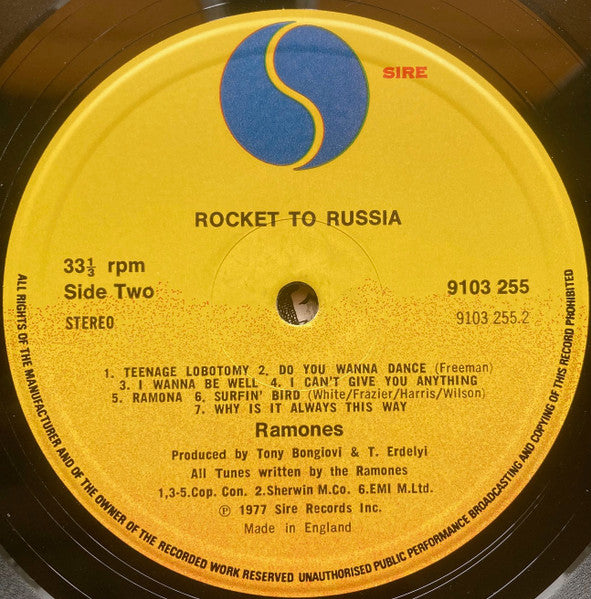 SIRE
ROCKET TO RUSSIA
33⅓ rpm
Side Two
STEREO
9103 255
9103 255.2
1. TEENAGE LOBOTOMY 2. DO YOU WANNA DANCE (Freeman)
3. I WANNA BE WELL 4. I CAN'T GIVE YOU ANYTHING
5. RAMONA 6. SURFIN' BIRD (White/Frazier/Harris/Wilson)
7. WHY IS IT ALWAYS THIS WAY
Ramones
Produced by Tony Bongiovi & T. Erdelyi
All Tunes written by the Ramones
1,3-5.Cop. Con. 2.Sherwin M.Co. 6.EMI M.Ltd.
℗ 1977 Sire Records Inc.
Made in England
ALL RIGHTS OF THE MANUFACTURER AND OF THE OWNER OF THE RECORDED WORK RESERVED UNAUTHORISED PUBLIC PERFORMANCE BROADCASTING AND COPYING OF THIS RECORD PROHIBITED